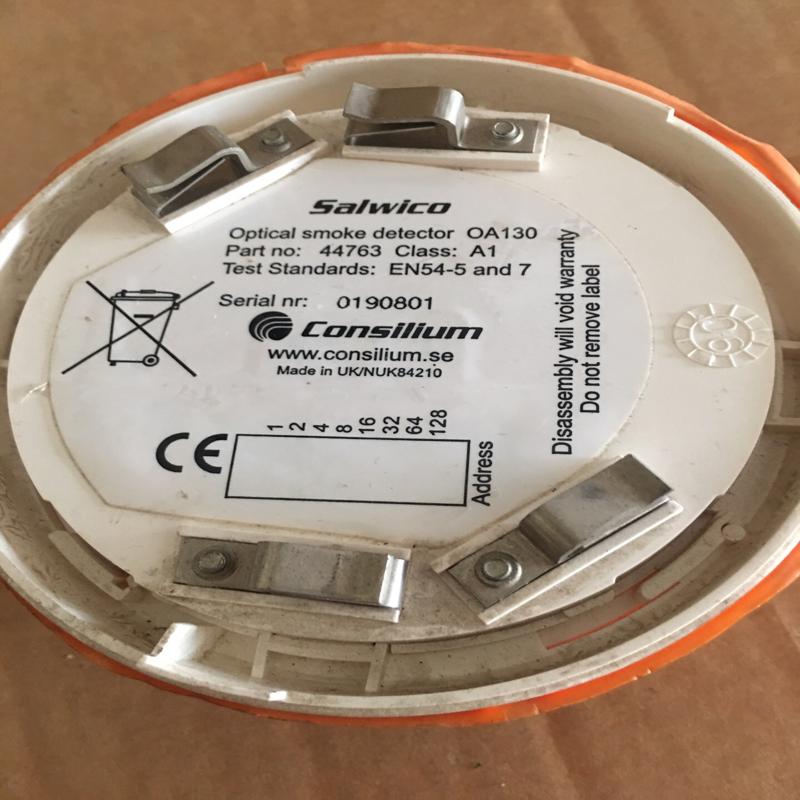 Salwico
Optical smoke detector OA130
Part no: 44763 Class: A1
Test Standards: EN54-5 and 7
Serial nr: 0190801
Consilium
www.consilium.se
Made in UK/NUK84210
CE
1 2 4 8 16 32 64 128
Address
Disassembly will void warranty
Do not remove label